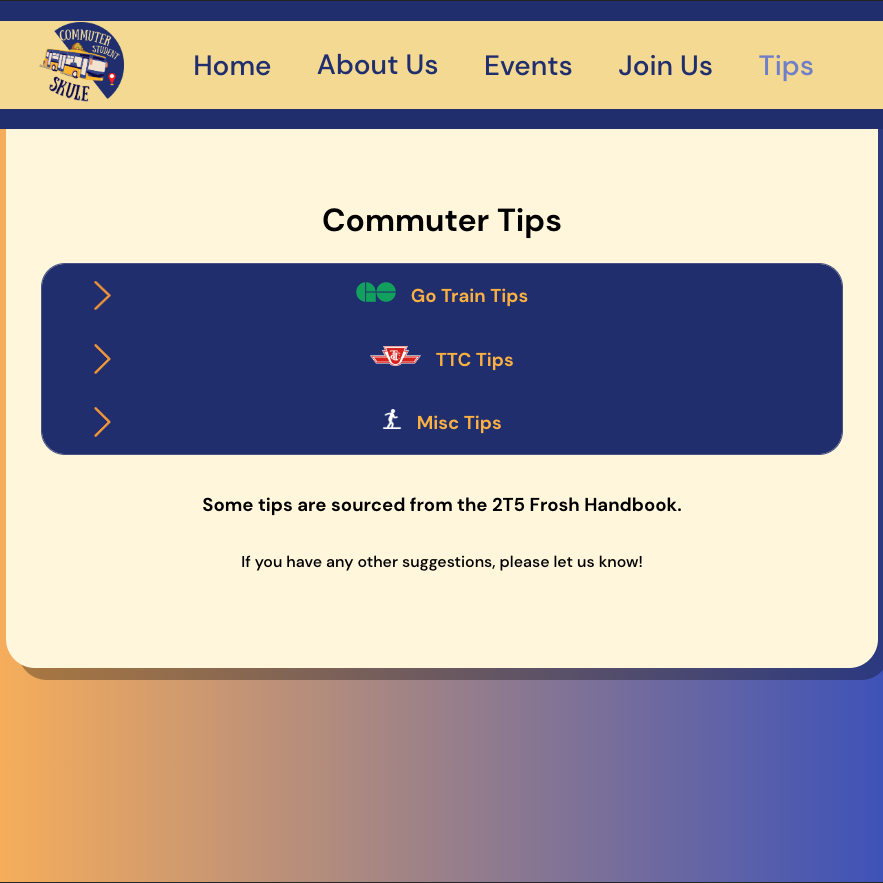 COMMUTER
STUDENT
SKULE
Home
About Us
Events
Join Us
Tips
Commuter Tips
GO
Go Train Tips
TTC
TTC Tips
Misc Tips
Some tips are sourced from the 2T5 Frosh Handbook.
If you have any other suggestions, please let us know!